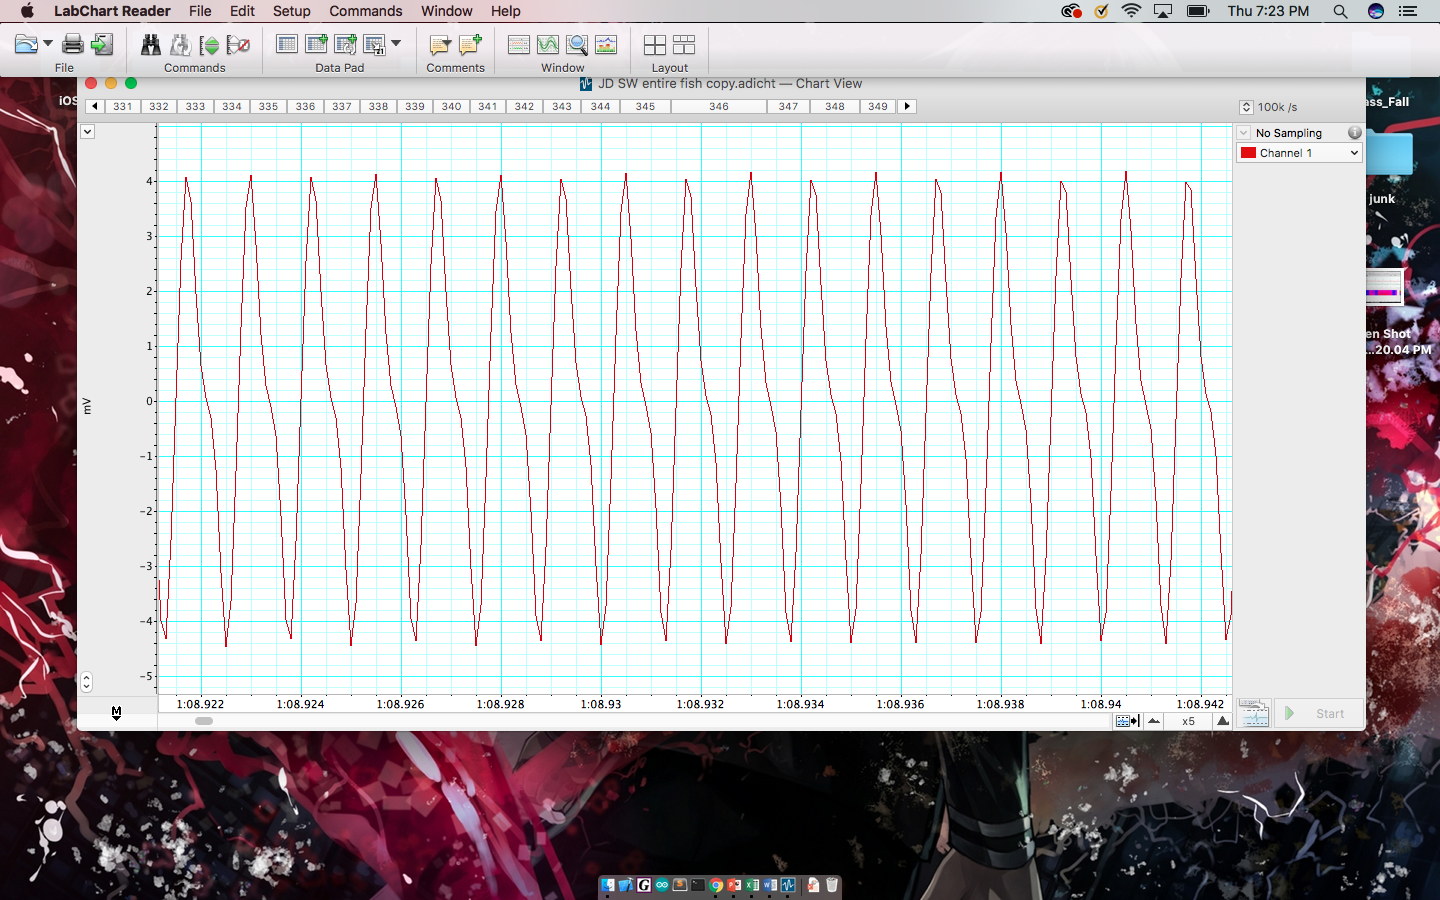 LabChart Reader File Edit Setup Commands Window Help Thu 7:23 PM
File Commands Data Pad Comments Window Layout
JD SW entire fish copy.adicht — Chart View
iOS
ass_Fall
331 332 333 334 335 336 337 338 339 340 341 342 343 344 345 346 347 348 349 100k /s
No Sampling
Channel 1
junk
en Shot
...20.04 PM
4
3
2
1
0
-1
-2
-3
-4
-5
mV
1:08.922 1:08.924 1:08.926 1:08.928 1:08.93 1:08.932 1:08.934 1:08.936 1:08.938 1:08.94 1:08.942
M
x5
Start